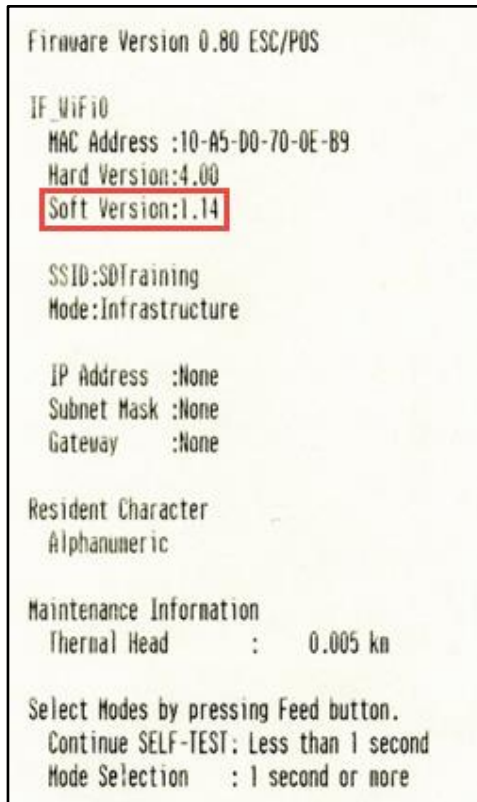 Firmware Version 0.80 ESC/POS
IF_WiFi0
MAC Address :10-A5-D0-70-0E-B9
Hard Version:4.00
Soft Version:1.14
SSID:SDTraining
Mode:Infrastructure
IP Address :None
Subnet Mask :None
Gateway :None
Resident Character
Alphanumeric
Maintenance Information
Thermal Head : 0.005 km
Select Modes by pressing Feed button.
Continue SELF-TEST: Less than 1 second
Mode Selection : 1 second or more